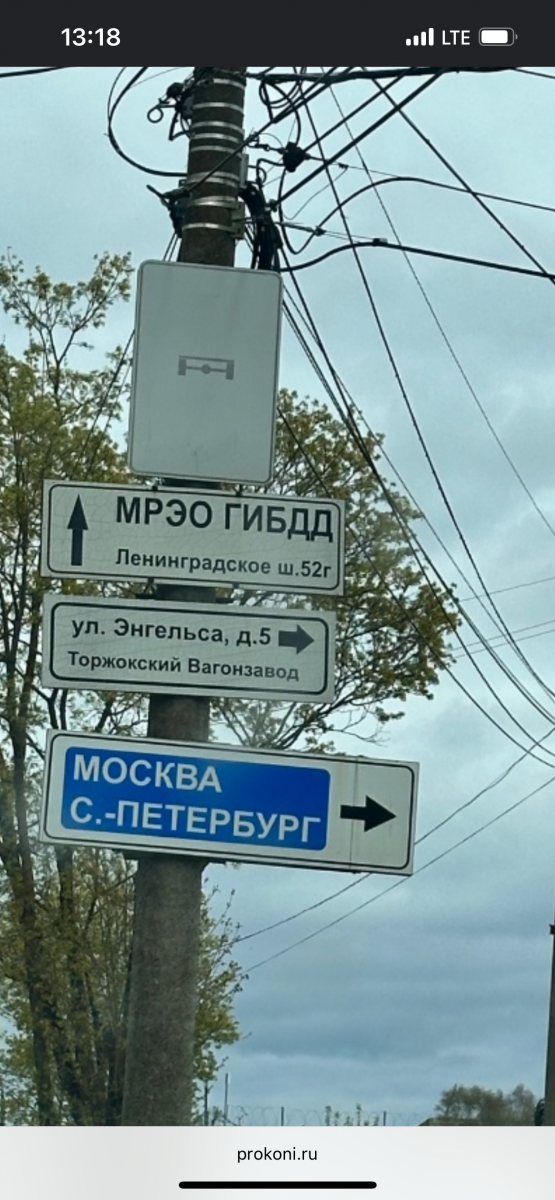 13:18
LTE
МРЭО ГИБДД
Ленинградское ш.52г
ул. Энгельса, д.5
Торжокский Вагонзавод
МОСКВА
С.-ПЕТЕРБУРГ
prokoni.ru